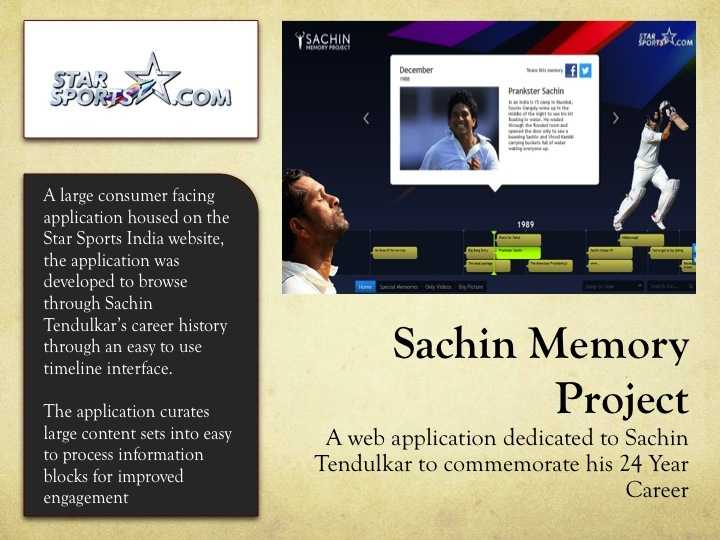 STAR
SPORTS.COM
A large consumer facing
application housed on the
Star Sports India website,
the application was
developed to browse
through Sachin
Tendulkar's career history
through an easy to use
timeline interface.
The application curates
large content sets into easy
to process information
blocks for improved
engagement
SACHIN
MEMORY PROJECT
STAR
SPORTS.COM
December
1988
Share this memory
Prankster Sachin
1989
Prankster Sachin
Home Special Memories Only Videos Big Picture
Sachin Memory
Project
A web application dedicated to Sachin
Tendulkar to commemorate his 24 Year
Career